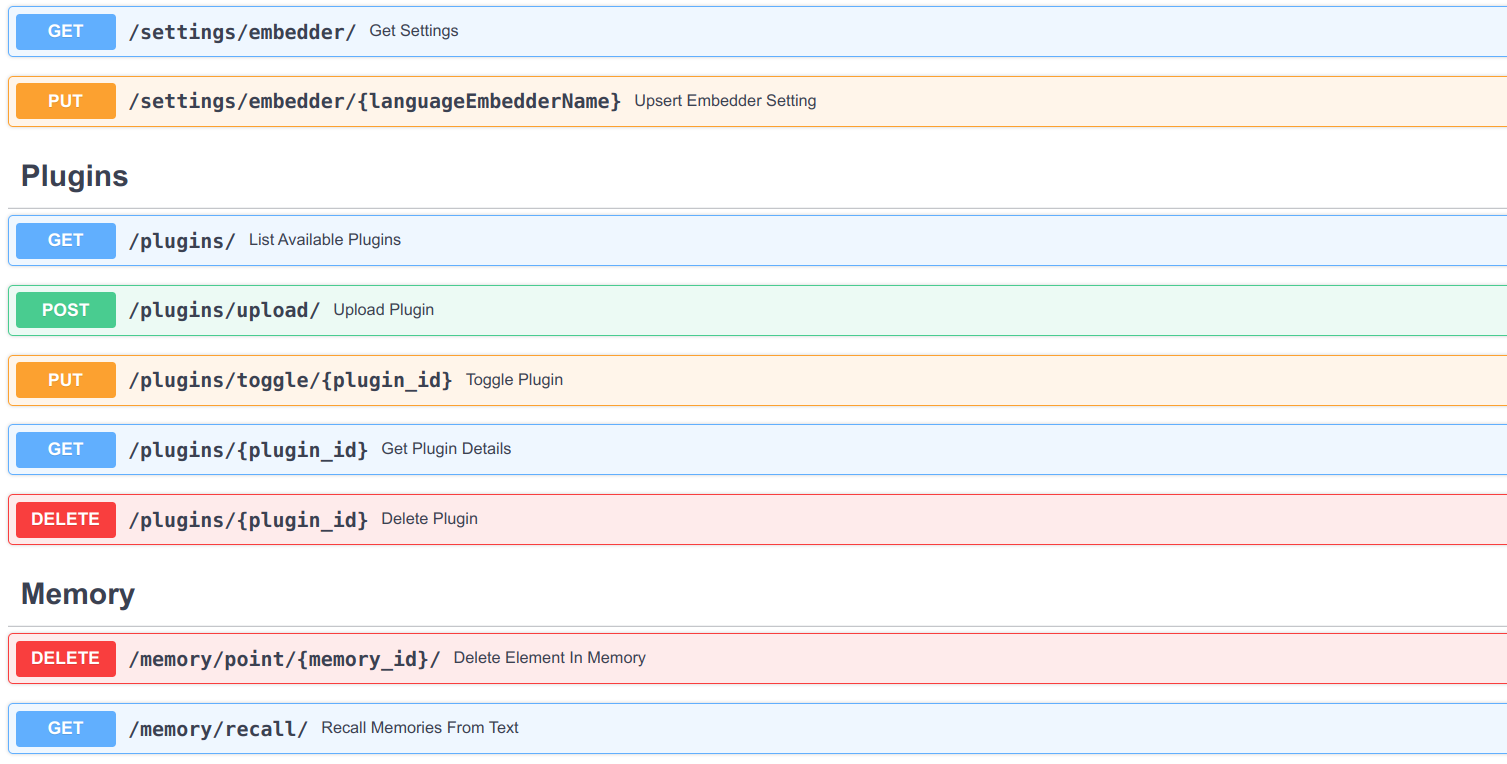 GET /settings/embedder/ Get Settings
PUT /settings/embedder/{languageEmbedderName} Upsert Embedder Setting
Plugins
GET /plugins/ List Available Plugins
POST /plugins/upload/ Upload Plugin
PUT /plugins/toggle/{plugin_id} Toggle Plugin
GET /plugins/{plugin_id} Get Plugin Details
DELETE /plugins/{plugin_id} Delete Plugin
Memory
DELETE /memory/point/{memory_id}/ Delete Element In Memory
GET /memory/recall/ Recall Memories From Text